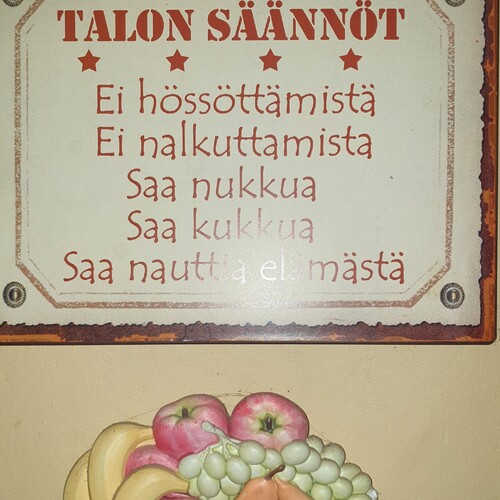 TALON SÄÄNNÖT
Ei hössöttämistä
Ei nalkuttamista
Saa nukkua
Saa kukkua
Saa nauttia elämästä